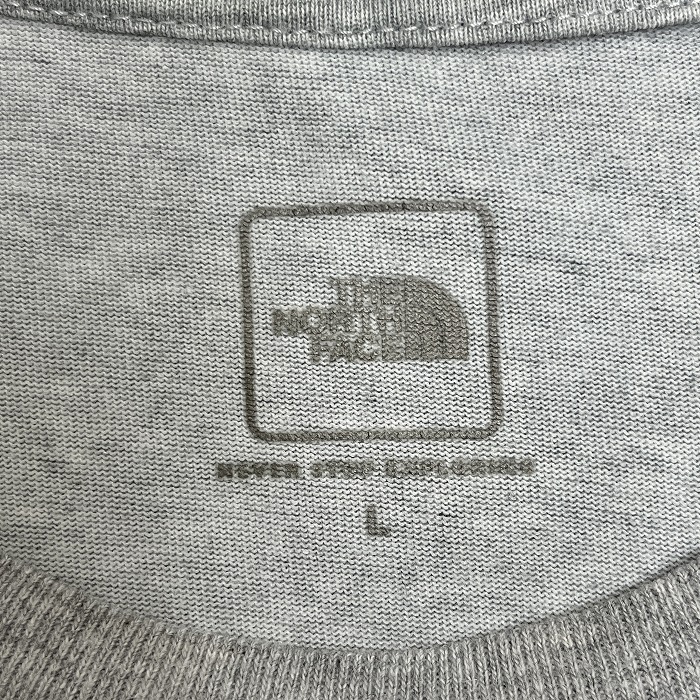 THE
NORTH
FACE
NEVER STOP EXPLORING
L